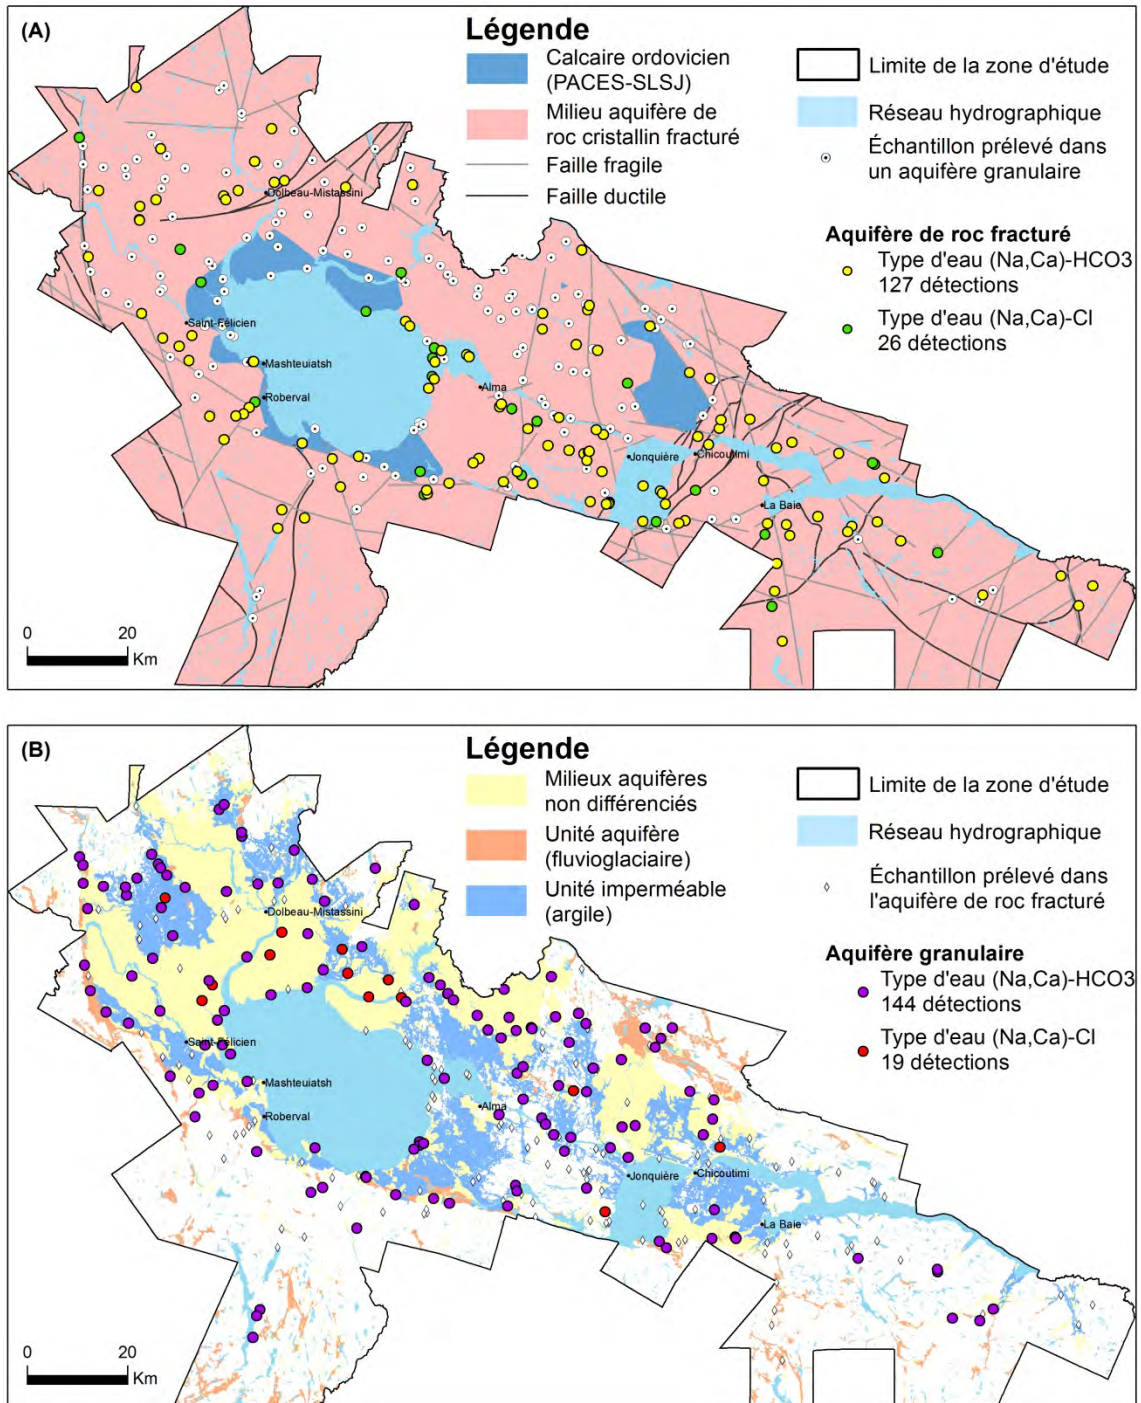 (A)
Légende
Calcaire ordovicien
(PACES-SLSJ)
Milieu aquifère de
roc cristallin fracturé
Faille fragile
Faille ductile
Limite de la zone d'étude
Réseau hydrographique
Échantillon prélevé dans
un aquifère granulaire
Aquifère de roc fracturé
Type d'eau (Na,Ca)-HCO3
127 détections
Type d'eau (Na,Ca)-Cl
26 détections
Dolbeau-Mistassini
Saint-Félicien
Mashteuiatsh
Roberval
Alma
Jonquière
Chicoutimi
La Baie
0 20
Km
(B)
Légende
Milieux aquifères
non différenciés
Unité aquifère
(fluvioglaciaire)
Unité imperméable
(argile)
Limite de la zone d'étude
Réseau hydrographique
Échantillon prélevé dans
l'aquifère de roc fracturé
Aquifère granulaire
Type d'eau (Na,Ca)-HCO3
144 détections
Type d'eau (Na,Ca)-Cl
19 détections
Dolbeau-Mistassini
Saint-Félicien
Mashteuiatsh
Roberval
Alma
Jonquière
Chicoutimi
La Baie
0 20
Km